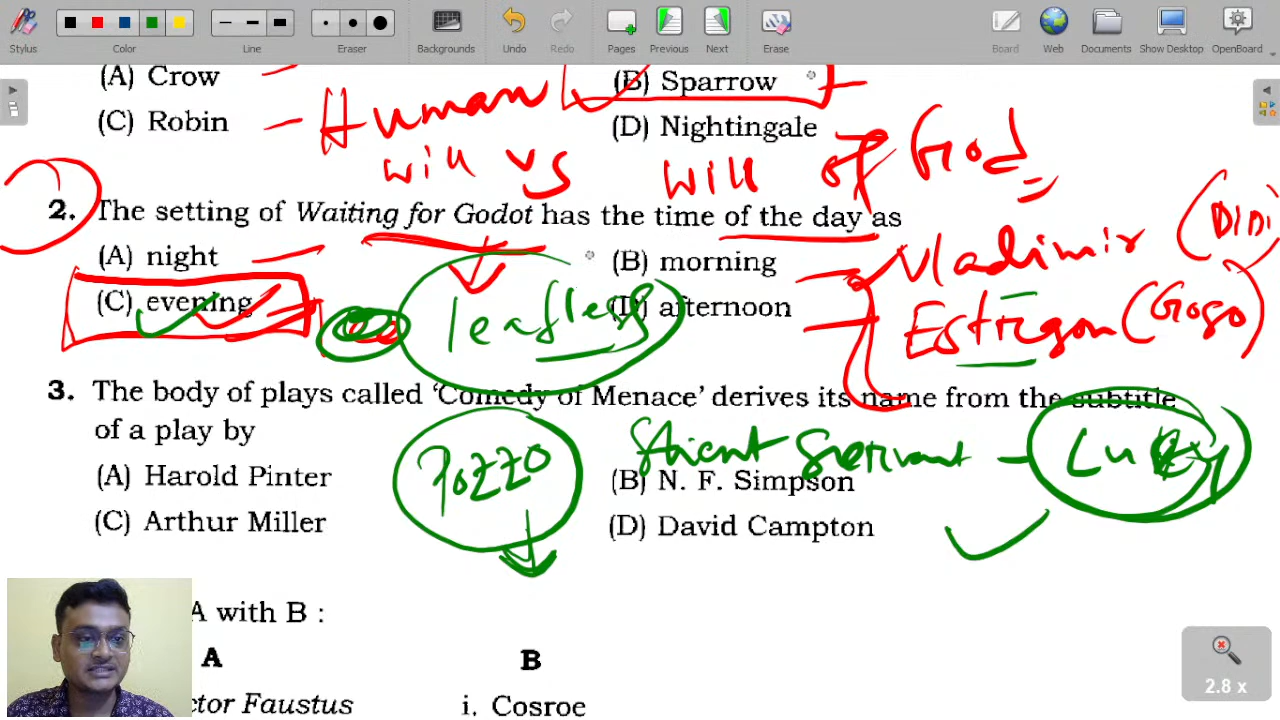 Stylus Color Line Eraser Backgrounds Undo Redo Pages Previous Next Erase Board Web Documents Show Desktop OpenBoard
(A) Crow (B) Sparrow
(C) Robin (D) Nightingale
Human
will vs will of God
2. The setting of Waiting for Godot has the time of the day as
(A) night (B) morning
(C) evening (D) afternoon
Vladimir (DIDI
leafless
Estragon (Gogo)
3. The body of plays called ‘Comedy of Menace’ derives its name from the subtitle
of a play by
Pozzo
servant - Lucky
(A) Harold Pinter (B) N. F. Simpson
(C) Arthur Miller (D) David Campton
A with B :
A B
ctor Faustus i. Cosroe
2.8 x